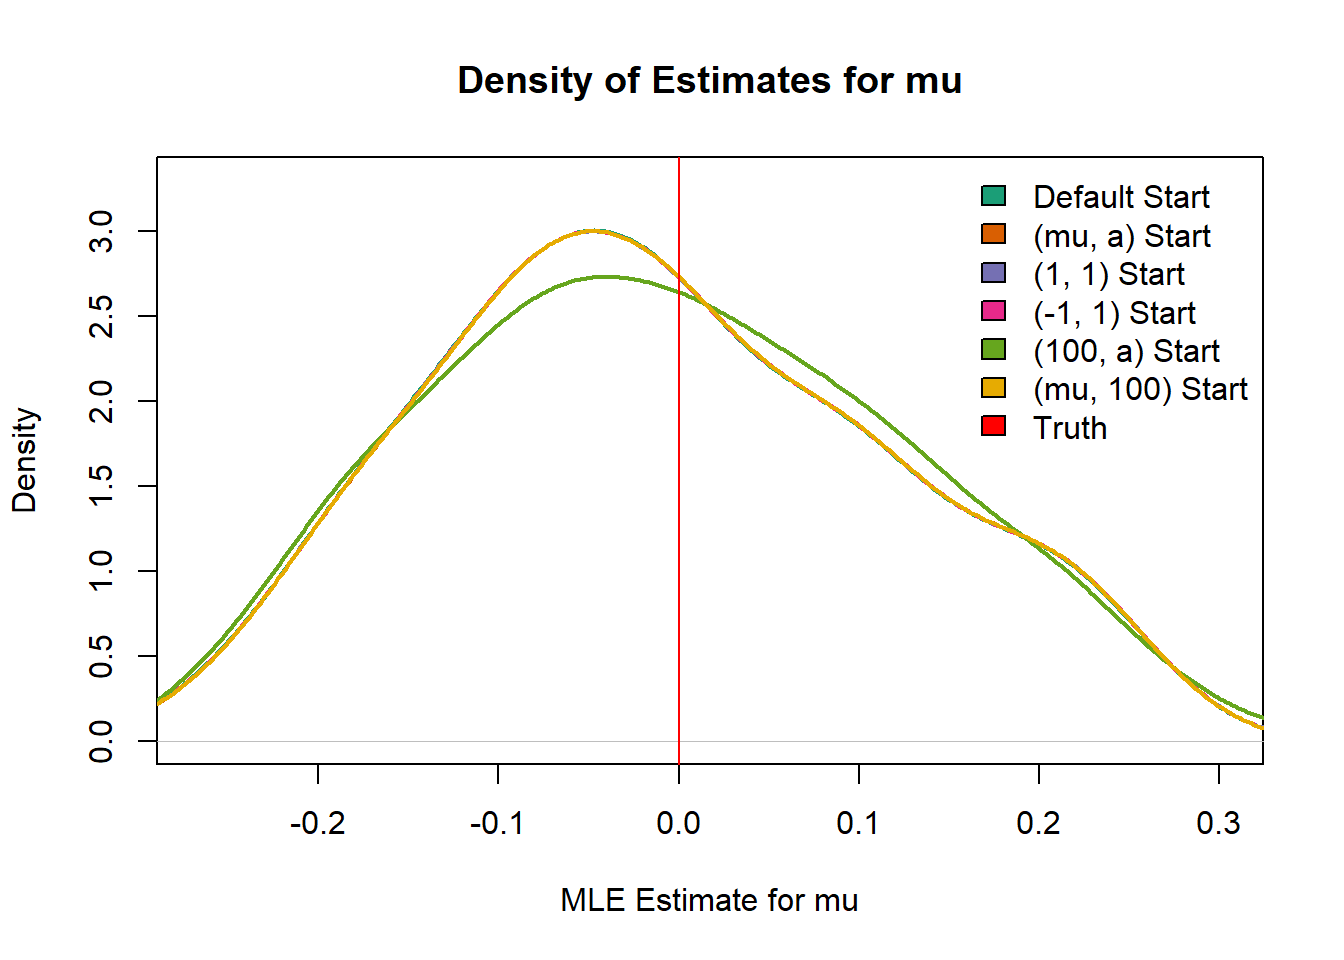 Density of Estimates for mu
Default Start
(mu, a) Start
(1, 1) Start
(-1, 1) Start
(100, a) Start
(mu, 100) Start
Truth
Density
3.0
2.5
2.0
1.5
1.0
0.5
0.0
-0.2 -0.1 0.0 0.1 0.2 0.3
MLE Estimate for mu